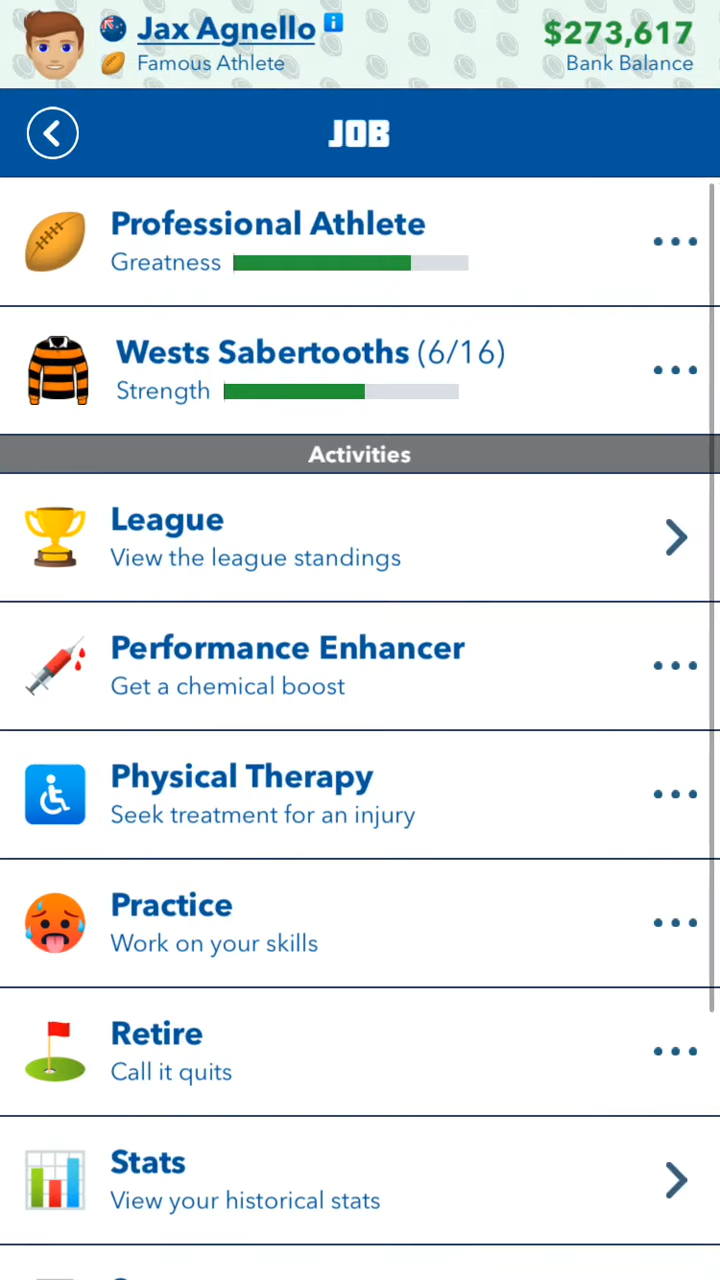 Jax Agnello
$273,617
Famous Athlete
Bank Balance
JOB
Professional Athlete
Greatness
Wests Sabertooths (6/16)
Strength
Activities
League
View the league standings
Performance Enhancer
Get a chemical boost
Physical Therapy
Seek treatment for an injury
Practice
Work on your skills
Retire
Call it quits
Stats
View your historical stats